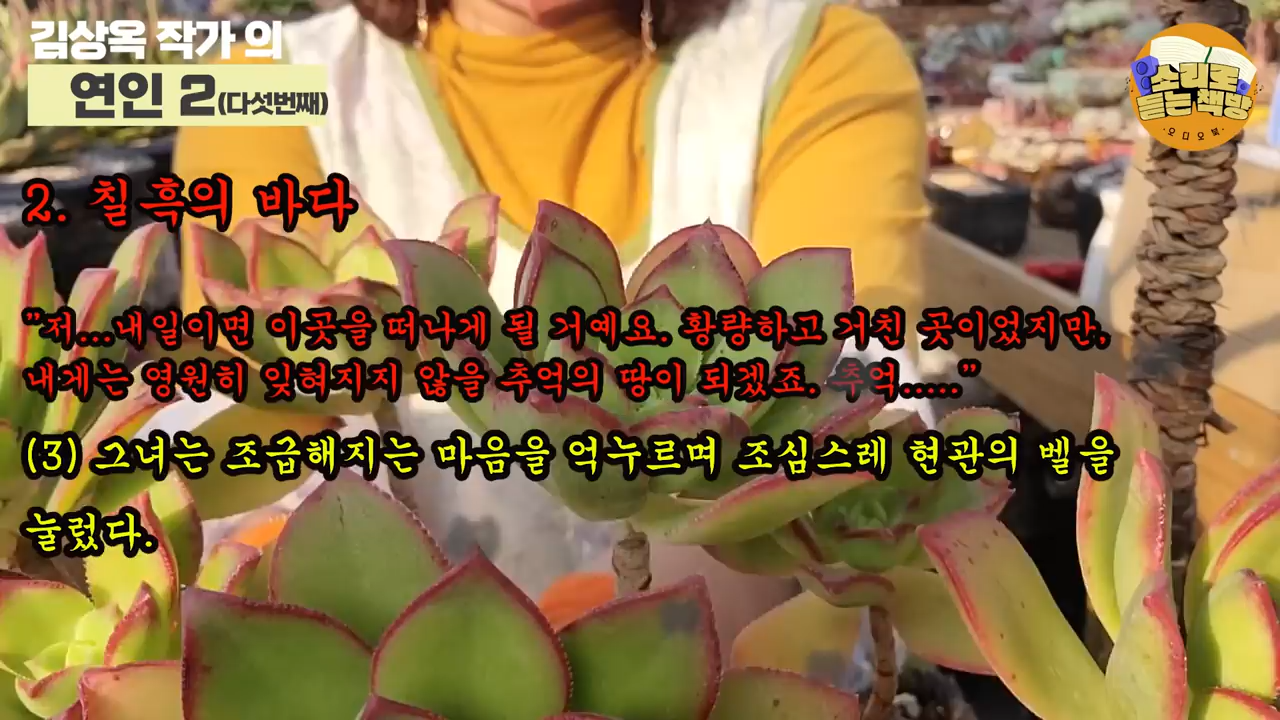 김상옥 작가 의
연인 2(다섯번째)
소리로
듣는 책방
·오디오북·
2. 칠흑의 바다
"저...내일이면 이곳을 떠나게 될 거예요. 황량하고 거친 곳이었지만,
내게는 영원히 잊혀지지 않을 추억의 땅이 되겠죠. 추억....."
(3) 그녀는 조급해지는 마음을 억누르며 조심스레 현관의 벨을
눌렀다.